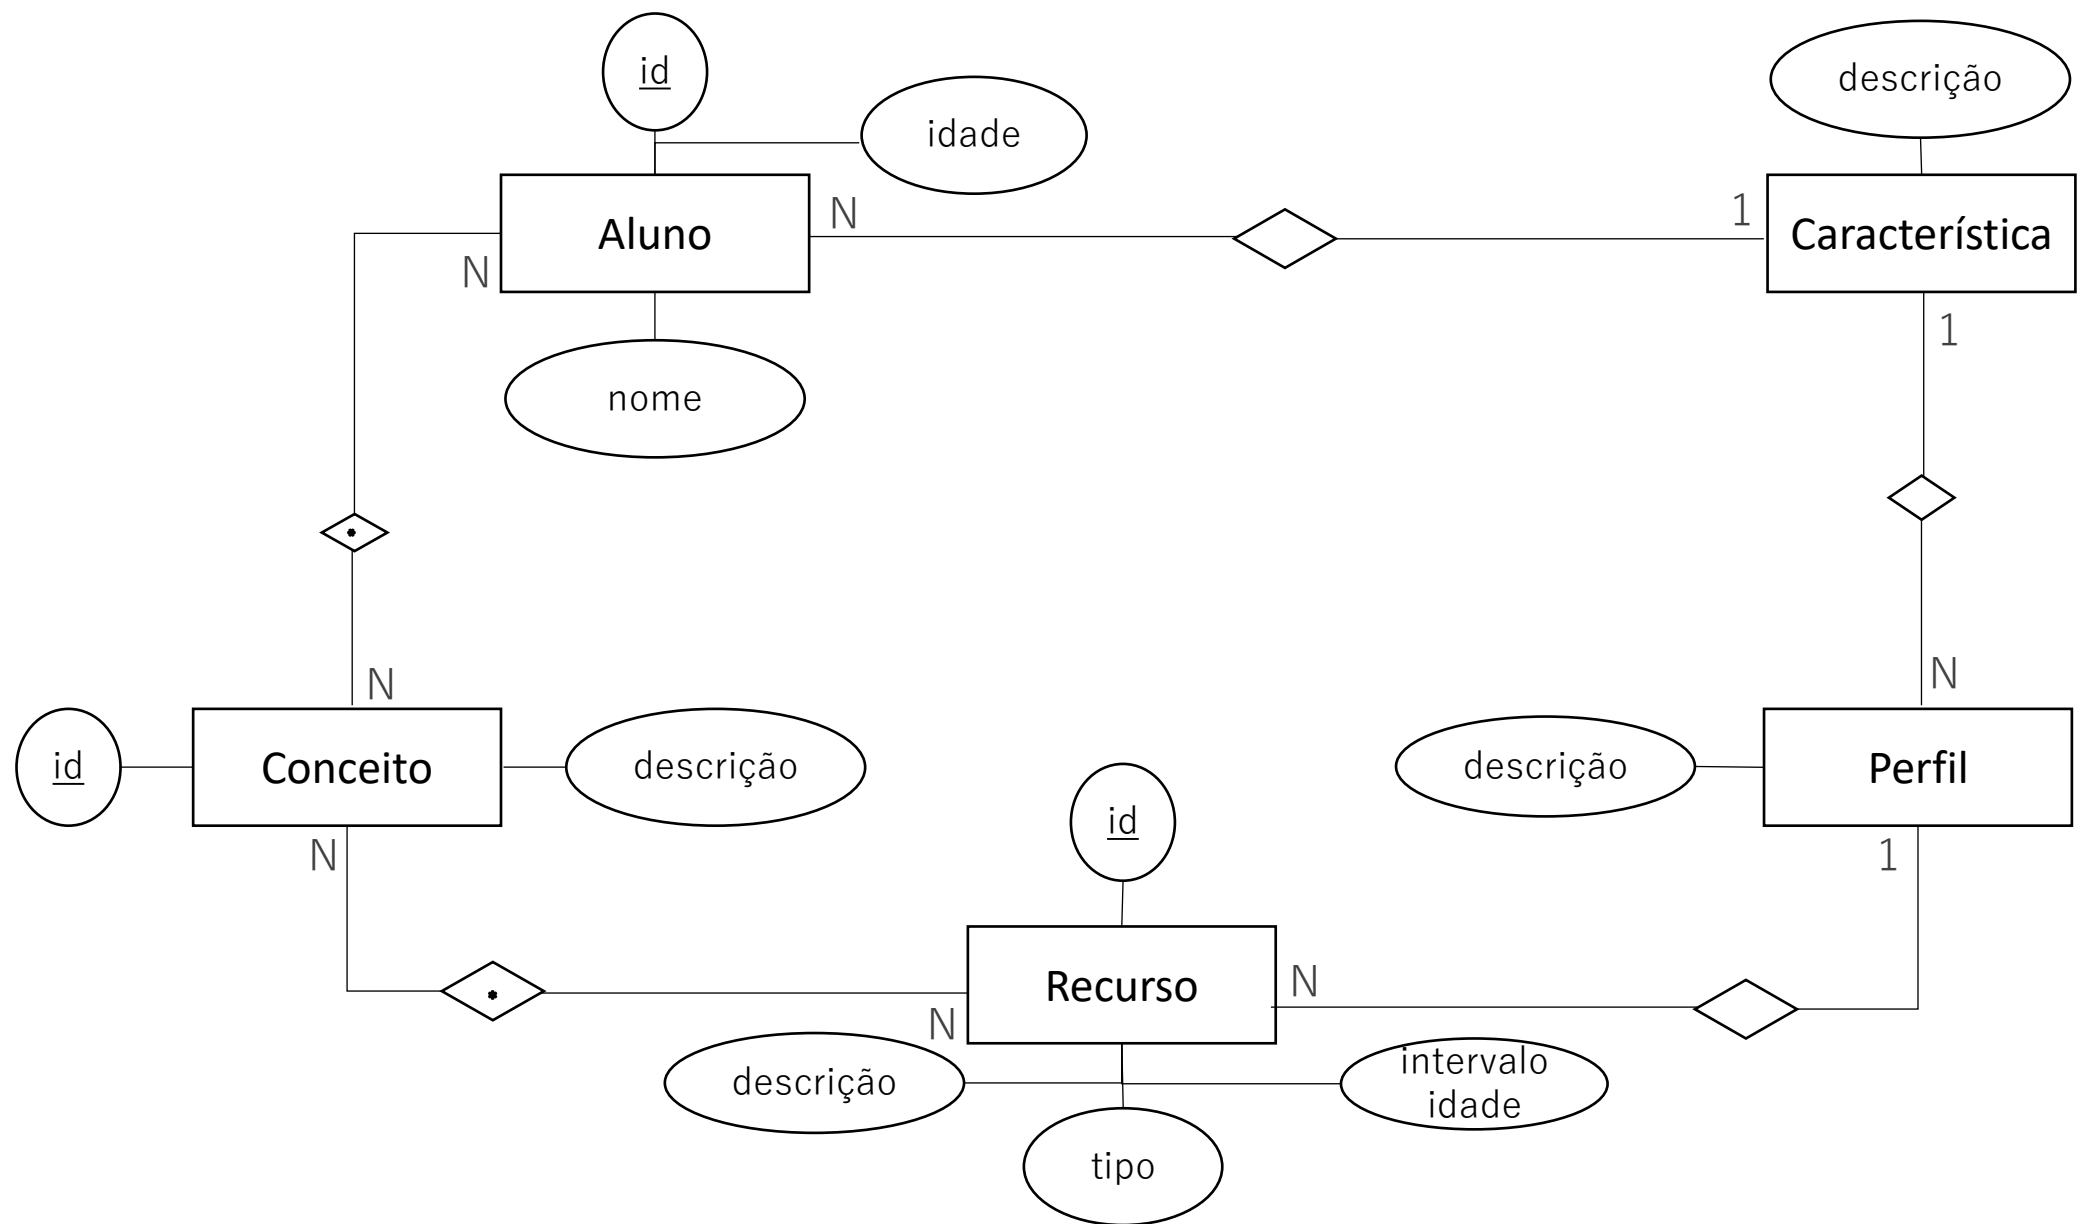 id
descrição
idade
N
1
Aluno
Característica
N
1
nome
N
N
id
Conceito
descrição
descrição
Perfil
id
N
1
Recurso
N
N
intervalo
idade
descrição
tipo